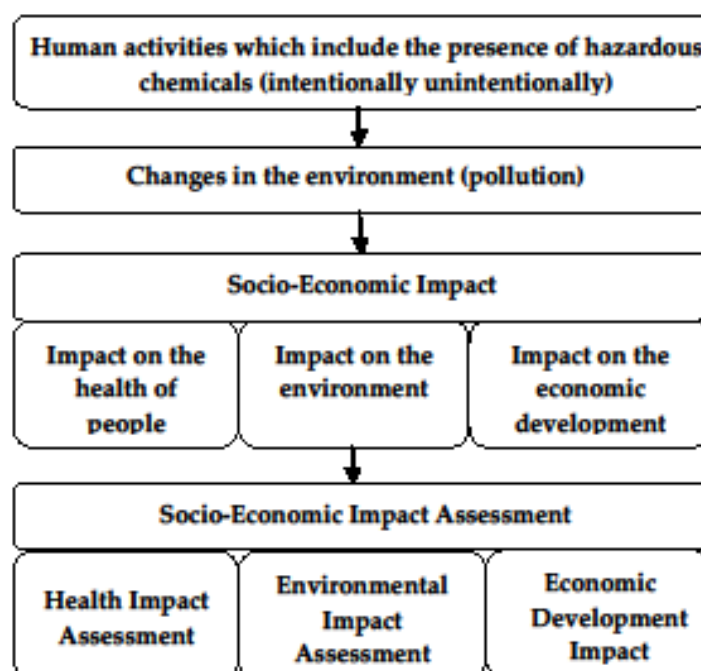 Human activities which include the presence of hazardous
chemicals (intentionally unintentionally)
Changes in the environment (pollution)
Socio-Economic Impact
Impact on the
health of
people
Impact on the
environment
Impact on the
economic
development
Socio-Economic Impact Assessment
Health Impact
Assessment
Environmental
Impact
Assessment
Economic
Development
Impact